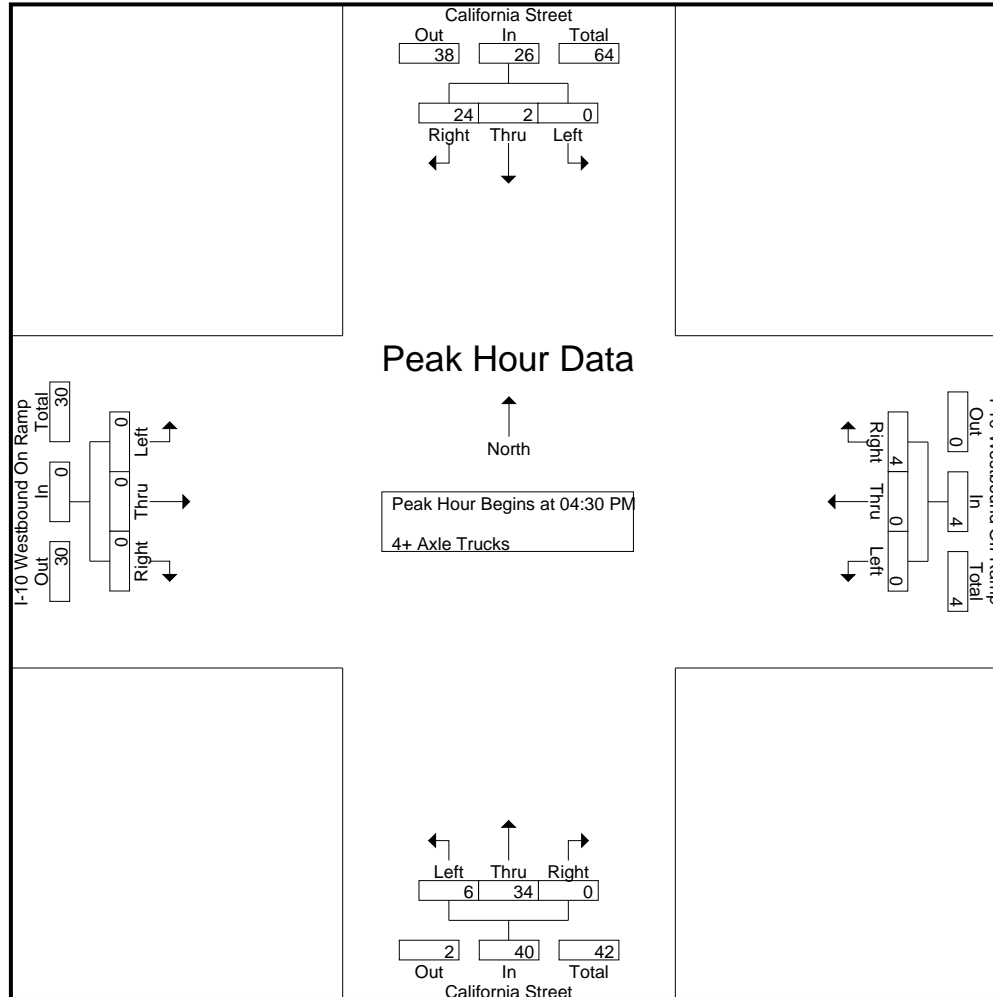 California Street
Out In Total
38 26 64
24 2 0
Right Thru Left
Peak Hour Data
North
Peak Hour Begins at 04:30 PM
4+ Axle Trucks
I-10 Westbound On Ramp
Out In Total
30 0 30
0 0 0
Left Thru Right
Westbound Ramp
Out In Total
0 4 4
4 0 0
Right Thru Left
Left Thru Right
6 34 0
2 40 42
Out In Total
California Street